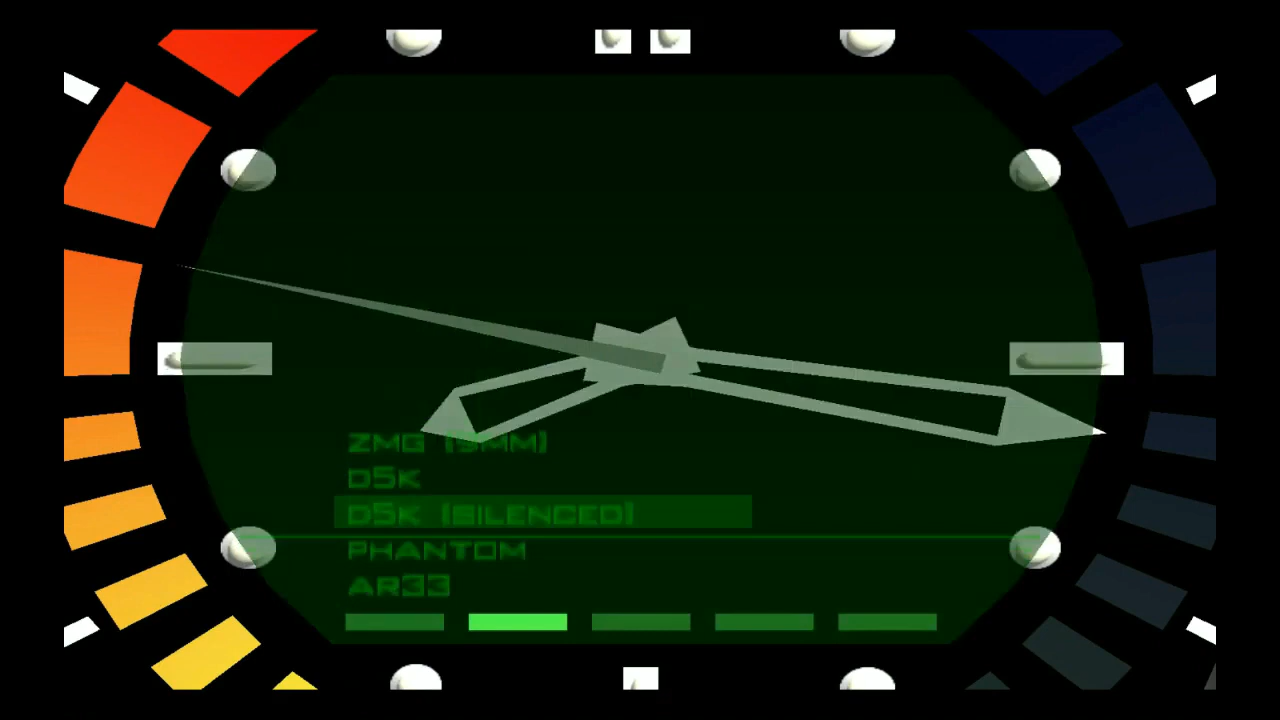 ZMG (9MM)
D5K
D5K (SILENCED)
PHANTOM
AR33